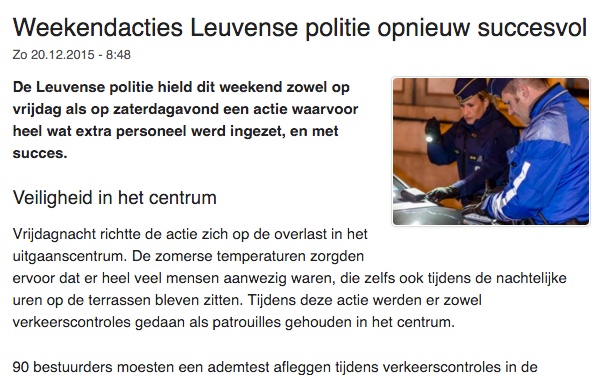 Weekendacties Leuvense politie opnieuw succesvol
Zo 20.12.2015 - 8:48
De Leuvense politie hield dit weekend zowel op
vrijdag als op zaterdagavond een actie waarvoor
heel wat extra personeel werd ingezet, en met
succes.
Veiligheid in het centrum
Vrijdagnacht richtte de actie zich op de overlast in het
uitgaanscentrum. De zomerse temperaturen zorgden
ervoor dat er heel veel mensen aanwezig waren, die zelfs ook tijdens de nachtelijke
uren op de terrassen bleven zitten. Tijdens deze actie werden er zowel
verkeerscontroles gedaan als patrouilles gehouden in het centrum.
90 bestuurders moesten een ademtest afleggen tijdens verkeerscontroles in de